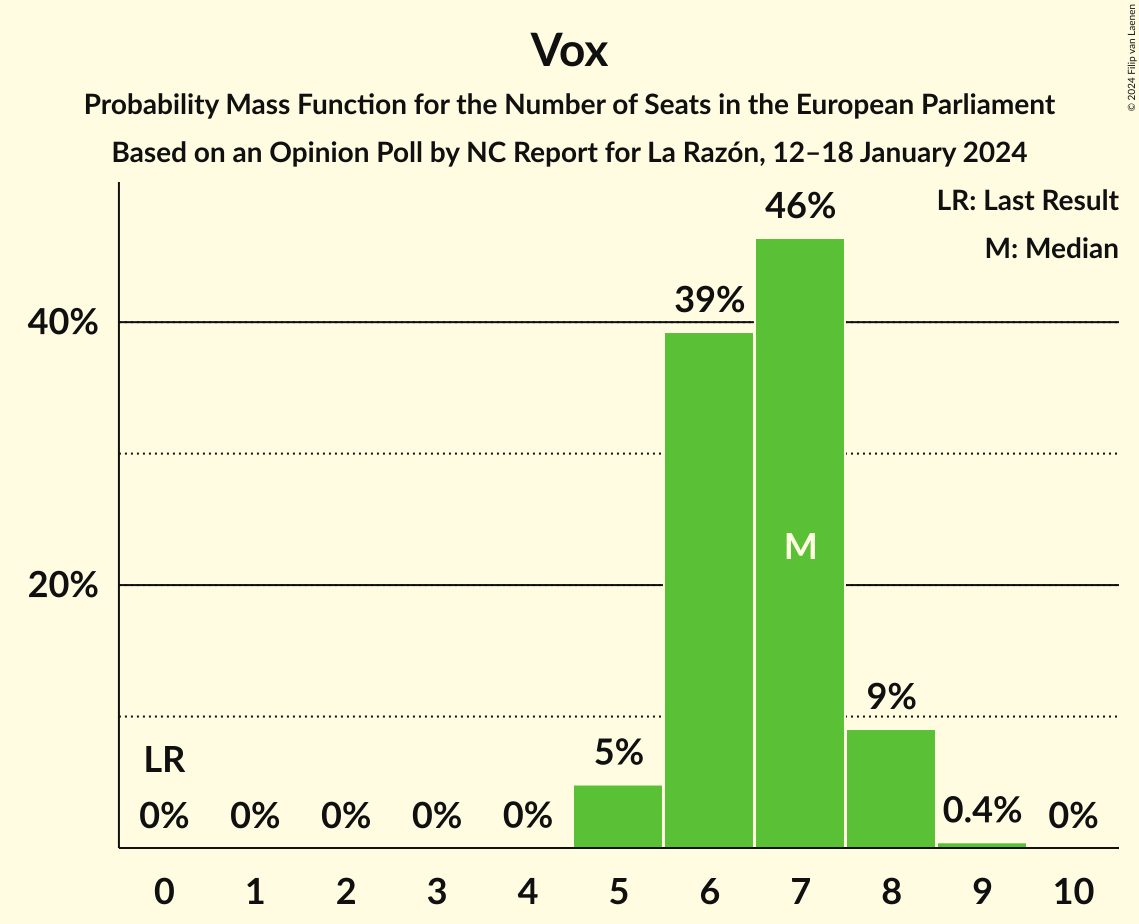 Vox
Probability Mass Function for the Number of Seats in the European Parliament
Based on an Opinion Poll by NC Report for La Razón, 12–18 January 2024
© 2024 Filip van Laenen
LR: Last Result
M: Median
46%
39%
40%
M
20%
9%
5%
LR
0% 0% 0% 0% 0% 0.4% 0%
0 1 2 3 4 5 6 7 8 9 10